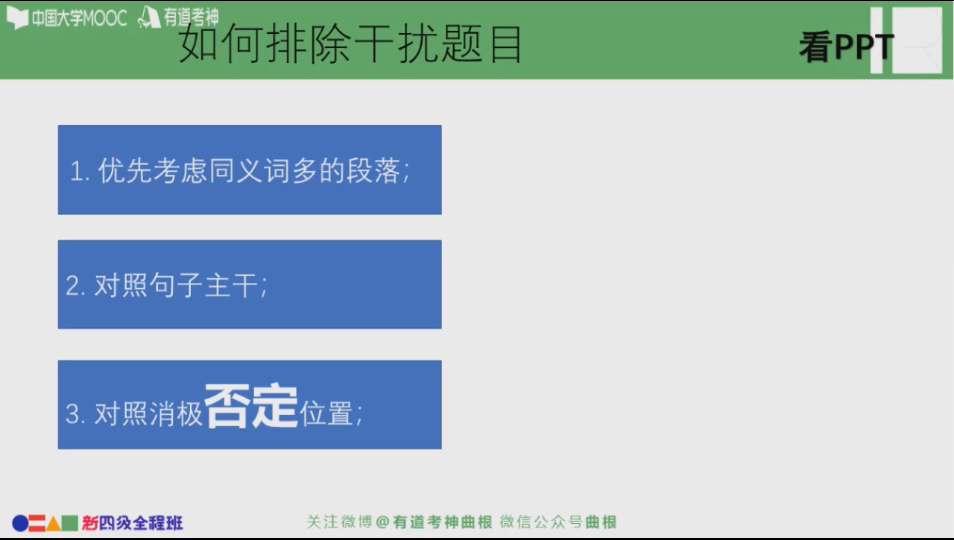 中国大学MOOC 有道考神
如何排除干扰题目
看PPT
1. 优先考虑同义词多的段落;
2. 对照句子主干;
3. 对照消极否定位置;
新四级全程班
关注微博@有道考神曲根 微信公众号曲根